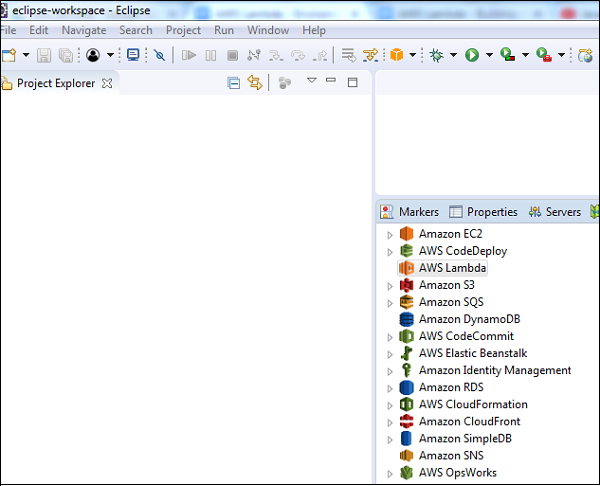 eclipse-workspace - Eclipse
File Edit Navigate Search Project Run Window Help
Project Explorer
Markers Properties Servers
Amazon EC2
AWS CodeDeploy
AWS Lambda
Amazon S3
Amazon SQS
Amazon DynamoDB
AWS CodeCommit
AWS Elastic Beanstalk
Amazon Identity Management
Amazon RDS
AWS CloudFormation
Amazon CloudFront
Amazon SimpleDB
Amazon SNS
AWS OpsWorks